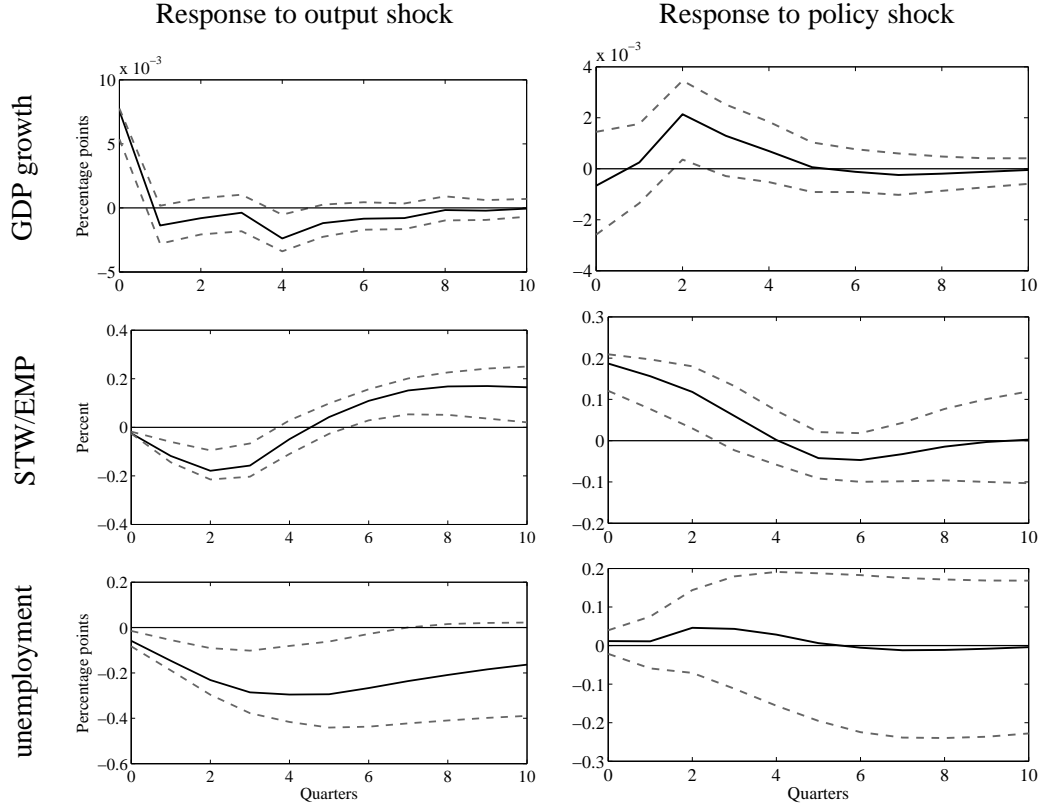 Response to output shock
Response to policy shock
GDP growth
Percentage points
x 10⁻³
10
5
0
−5
0 2 4 6 8 10
x 10⁻³
4
2
0
−2
−4
0 2 4 6 8 10
STW/EMP
Percent
0.4
0.2
0
−0.2
−0.4
0 2 4 6 8 10
0.3
0.2
0.1
0
−0.1
−0.2
0 2 4 6 8 10
unemployment
Percentage points
0.2
0
−0.2
−0.4
−0.6
0 2 4 6 8 10
Quarters
0.2
0.1
0
−0.1
−0.2
−0.3
0 2 4 6 8 10
Quarters